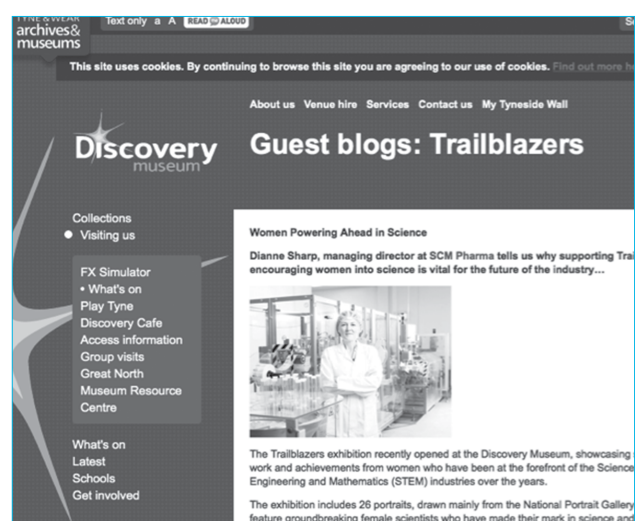 TYNE & WEAR
archives&
museums
Text only a A READ ALOUD
This site uses cookies. By continuing to browse this site you are agreeing to our use of cookies. Find out more
About us Venue hire Services Contact us My Tyneside Wall
Discovery
museum
Guest blogs: Trailblazers
Collections
Visiting us
FX Simulator
• What's on
Play Tyne
Discovery Cafe
Access information
Group visits
Great North
Museum Resource
Centre
What's on
Latest
Schools
Get involved
Women Powering Ahead in Science
Dianne Sharp, managing director at SCM Pharma tells us why supporting
encouraging women into science is vital for the future of the industry...
The Trailblazers exhibition recently opened at the Discovery Museum, showcasing
work and achievements from women who have been at the forefront of the Science
Engineering and Mathematics (STEM) industries over the years.
The exhibition includes 26 portraits, drawn mainly from the National Portrait Gallery
feature groundbreaking female scientists who have made their mark in science and